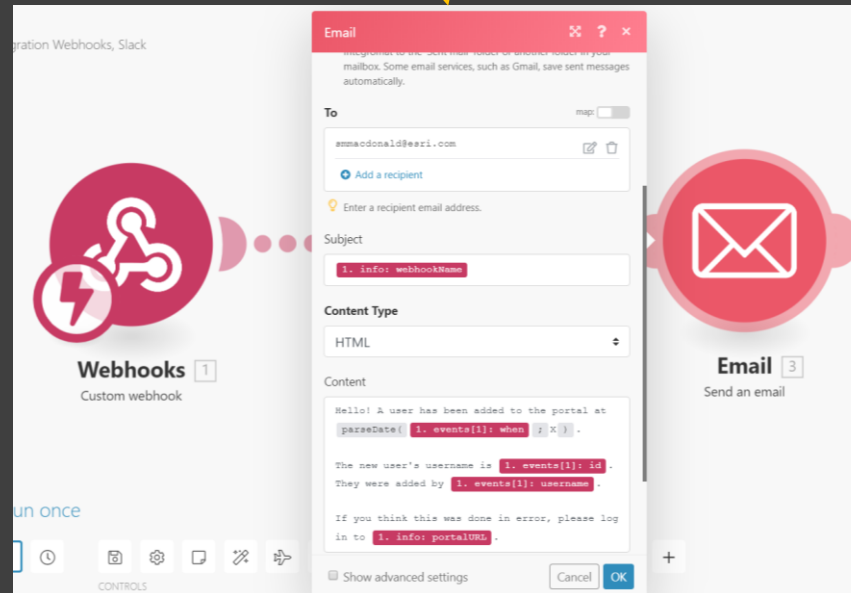 Email
?
×
gration Webhooks, Slack
Integromat to the 'Sent mail' folder or another folder in your
mailbox. Some email services, such as Gmail, save sent messages
automatically.
To
map:
smmacdonald@esri.com
Add a recipient
Enter a recipient email address.
Subject
1. info: webhookName
Content Type
HTML
Content
Hello! A user has been added to the portal at
parseDate( 1. events[1]: when ; X ) .
The new user's username is 1. events[1]: id .
They were added by 1. events[1]: username .
If you think this was done in error, please log
in to 1. info: portalURL .
Show advanced settings
Cancel
OK
Webhooks 1
Custom webhook
Email 3
Send an email
un once
CONTROLS
+